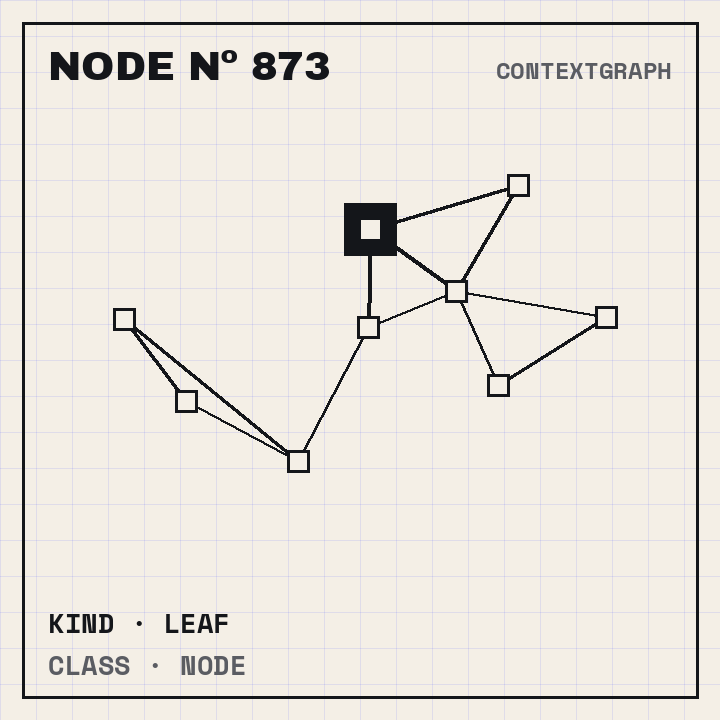 NODE Nº 873
CONTEXTGRAPH
KIND · LEAF
CLASS · NODE